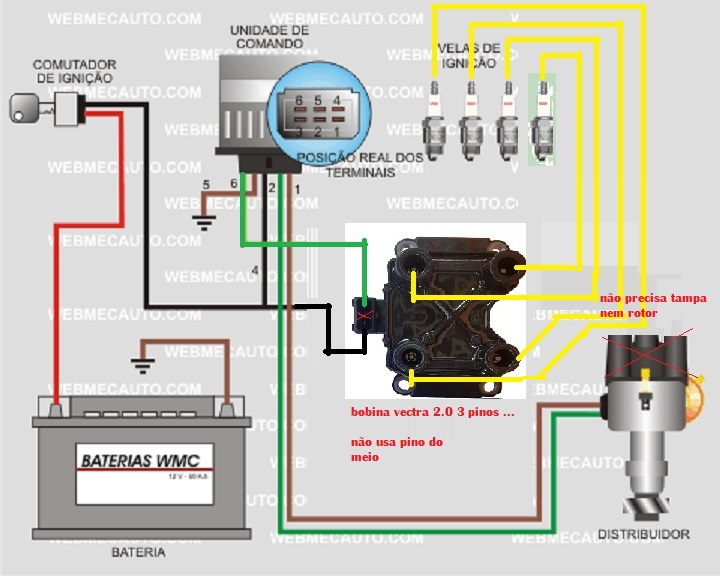 WEBMECAUTO.COM
UNIDADE DE
COMANDO
COMUTADOR
DE IGNIÇÃO
VELAS DE
IGNIÇÃO
6 5 4
3 2 1
POSIÇÃO REAL DOS
TERMINAIS
5
6
2
1
4
não precisa tampa
nem rotor
bobina vectra 2.0 3 pinos ...
não usa pino do
meio
BATERIAS WMC
12 V - 60 A.S.
BATERIA
DISTRIBUIDOR
WEBMECAUTO.COM